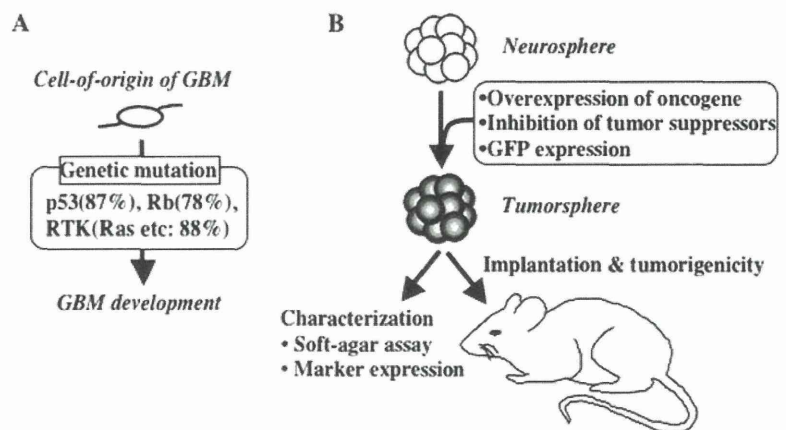 A
Cell-of-origin of GBM
Genetic mutation
p53(87%), Rb(78%),
RTK(Ras etc: 88%)
GBM development
B
Neurosphere
•Overexpression of oncogene
•Inhibition of tumor suppressors
•GFP expression
Tumorsphere
Implantation & tumorigenicity
Characterization
• Soft-agar assay
• Marker expression